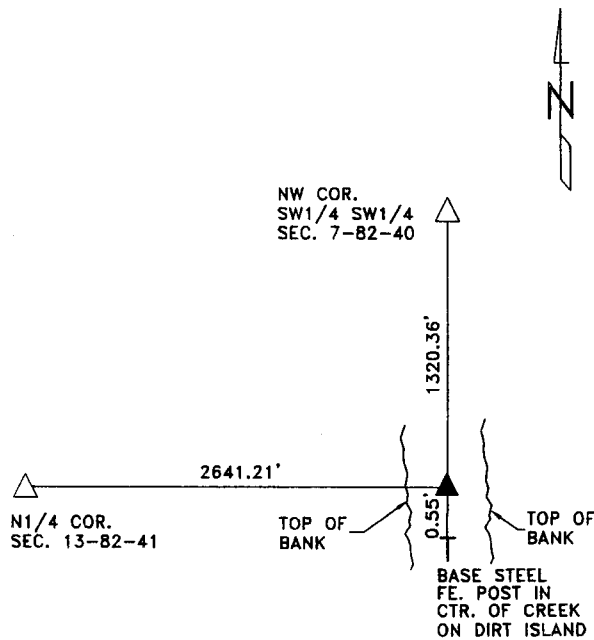 N
NW COR.
SW1/4 SW1/4
SEC. 7-82-40
1320.36'
2641.21'
N1/4 COR.
SEC. 13-82-41
TOP OF
BANK
0.55'
TOP OF
BANK
BASE STEEL
FE. POST IN
CTR. OF CREEK
ON DIRT ISLAND